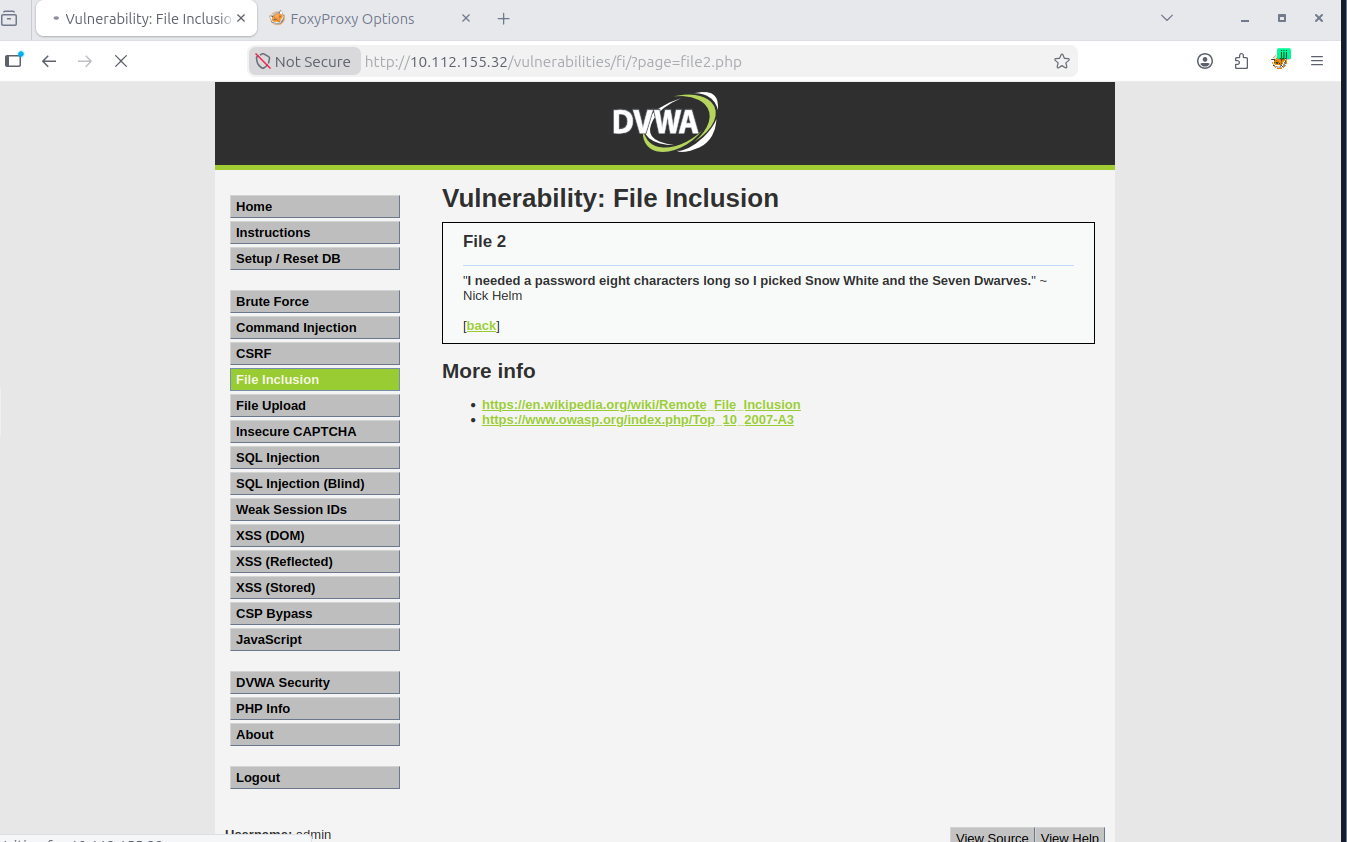 Vulnerability: File Inclusio
FoxyProxy Options
Not Secure http://10.112.155.32/vulnerabilities/fi/?page=file2.php
DVWA
Home
Instructions
Setup / Reset DB
Brute Force
Command Injection
CSRF
File Inclusion
File Upload
Insecure CAPTCHA
SQL Injection
SQL Injection (Blind)
Weak Session IDs
XSS (DOM)
XSS (Reflected)
XSS (Stored)
CSP Bypass
JavaScript
DVWA Security
PHP Info
About
Logout
Vulnerability: File Inclusion
File 2
"I needed a password eight characters long so I picked Snow White and the Seven Dwarves." ~
Nick Helm
[back]
More info
https://en.wikipedia.org/wiki/Remote_File_Inclusion
https://www.owasp.org/index.php/Top_10_2007-A3
Username: admin
View Source View Help